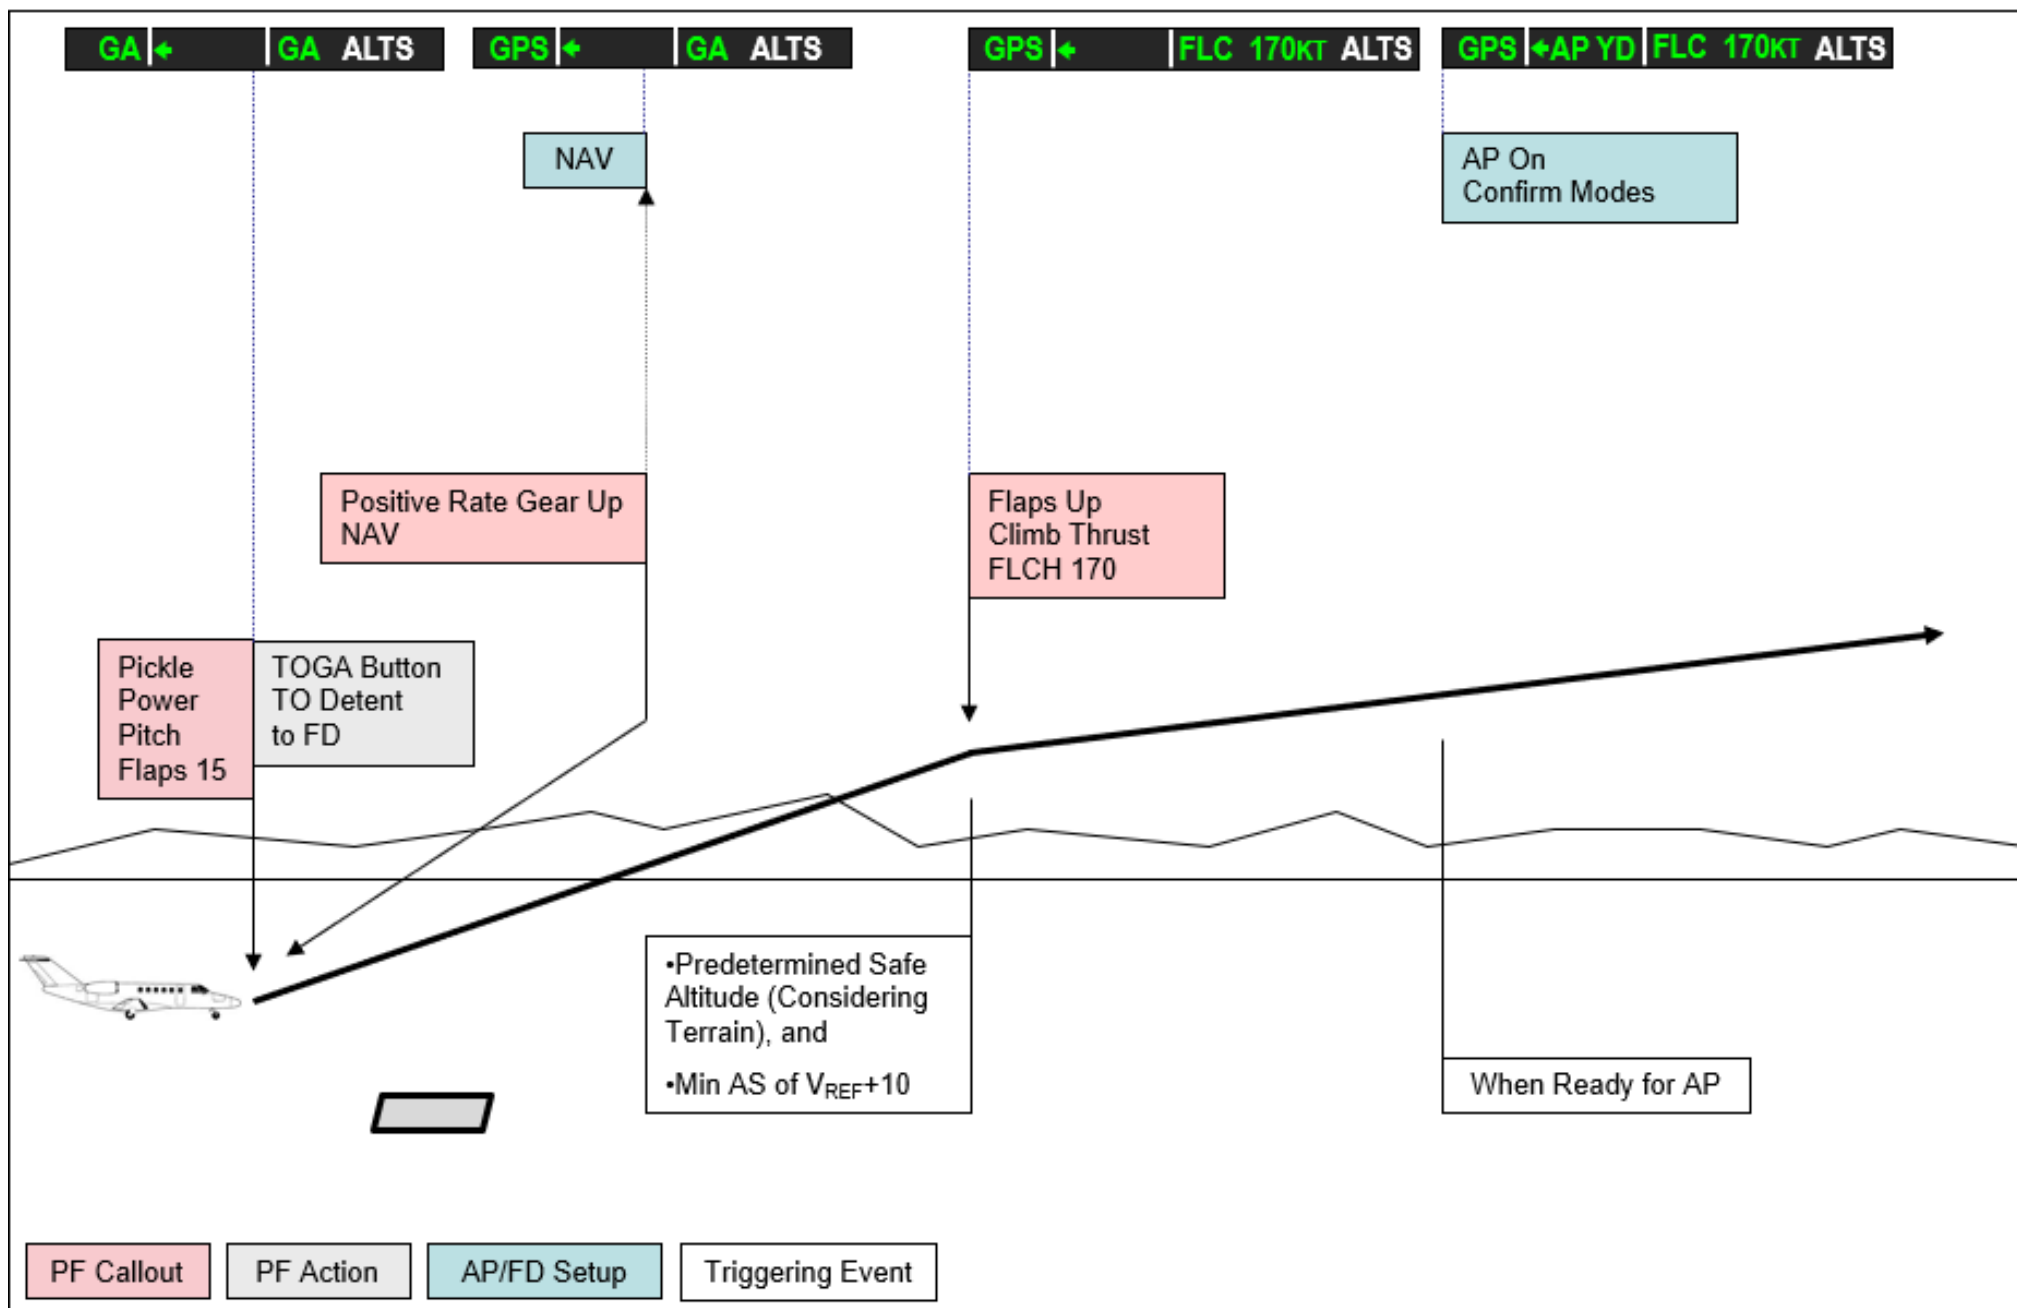 GA GA ALTS
GPS GA ALTS
GPS FLC 170KT ALTS
GPS AP YD FLC 170KT ALTS
NAV
AP On
Confirm Modes
Positive Rate Gear Up
NAV
Flaps Up
Climb Thrust
FLCH 170
Pickle
Power
Pitch
Flaps 15
TOGA Button
TO Detent
to FD
•Predetermined Safe
Altitude (Considering
Terrain), and
•Min AS of VREF+10
When Ready for AP
PF Callout
PF Action
AP/FD Setup
Triggering Event